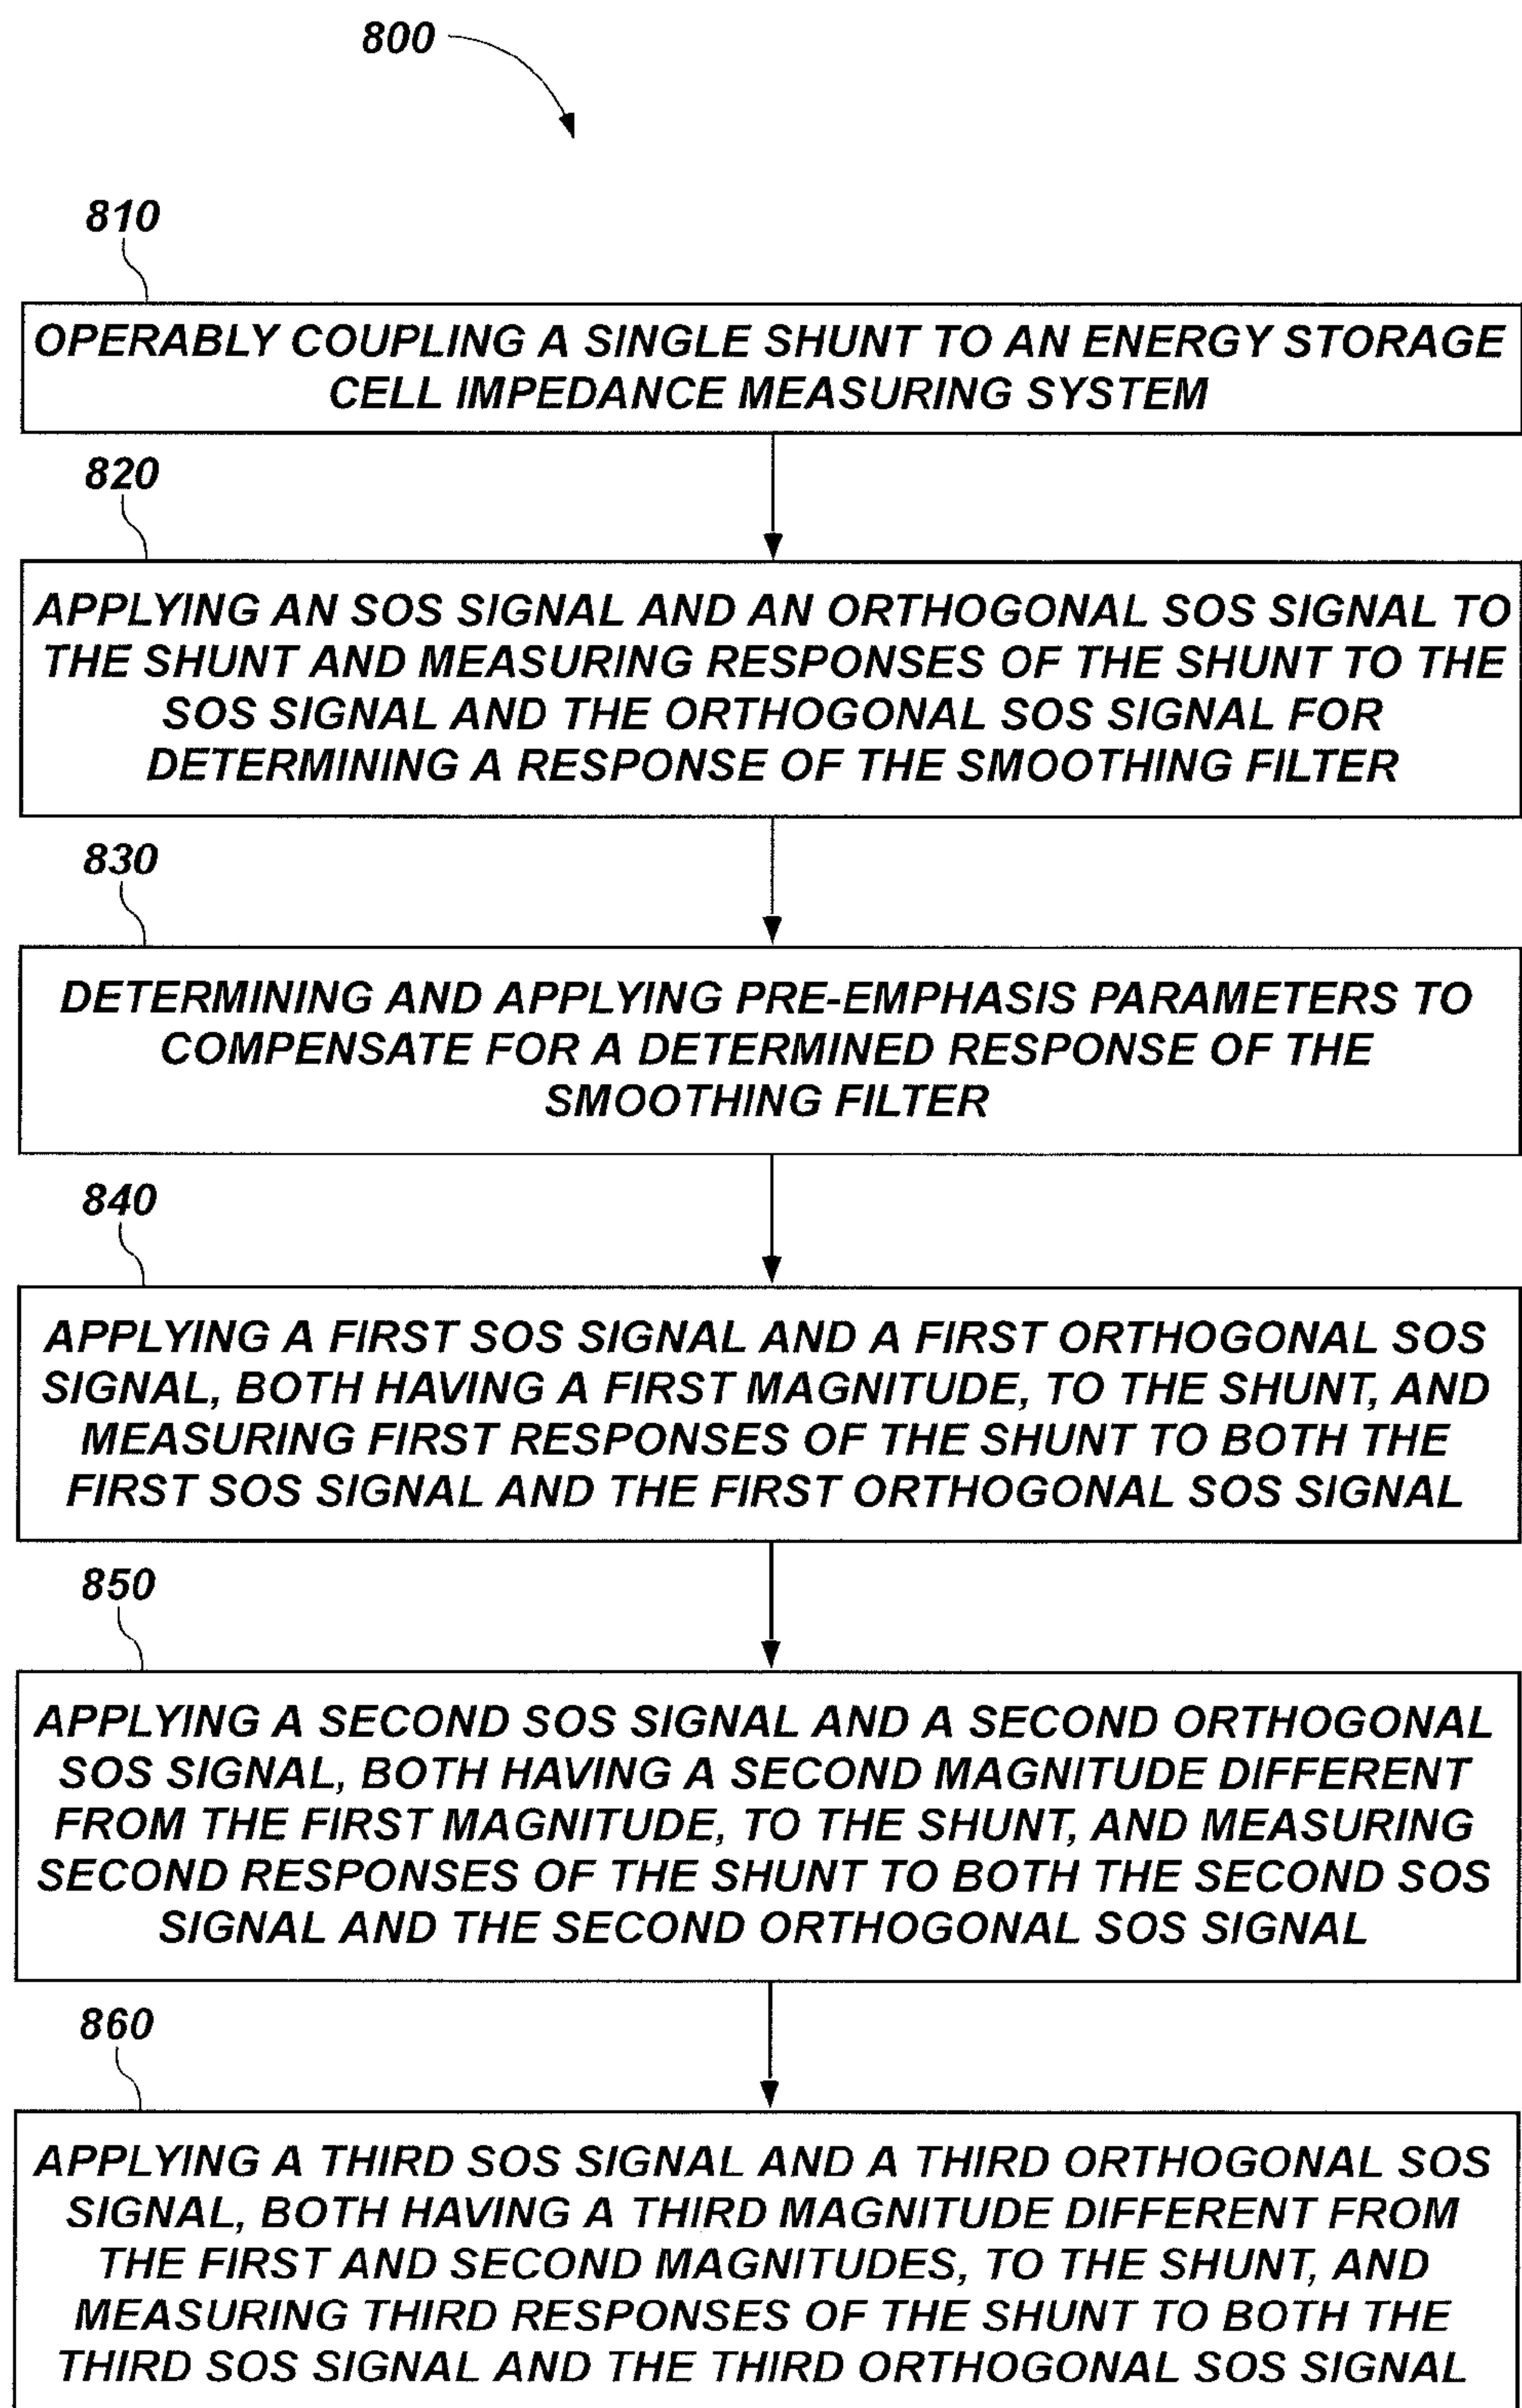 800
810
OPERABLY COUPLING A SINGLE SHUNT TO AN ENERGY STORAGE
CELL IMPEDANCE MEASURING SYSTEM
820
APPLYING AN SOS SIGNAL AND AN ORTHOGONAL SOS SIGNAL TO
THE SHUNT AND MEASURING RESPONSES OF THE SHUNT TO THE
SOS SIGNAL AND THE ORTHOGONAL SOS SIGNAL FOR
DETERMINING A RESPONSE OF THE SMOOTHING FILTER
830
DETERMINING AND APPLYING PRE-EMPHASIS PARAMETERS TO
COMPENSATE FOR A DETERMINED RESPONSE OF THE
SMOOTHING FILTER
840
APPLYING A FIRST SOS SIGNAL AND A FIRST ORTHOGONAL SOS
SIGNAL, BOTH HAVING A FIRST MAGNITUDE, TO THE SHUNT, AND
MEASURING FIRST RESPONSES OF THE SHUNT TO BOTH THE
FIRST SOS SIGNAL AND THE FIRST ORTHOGONAL SOS SIGNAL
850
APPLYING A SECOND SOS SIGNAL AND A SECOND ORTHOGONAL
SOS SIGNAL, BOTH HAVING A SECOND MAGNITUDE DIFFERENT
FROM THE FIRST MAGNITUDE, TO THE SHUNT, AND MEASURING
SECOND RESPONSES OF THE SHUNT TO BOTH THE SECOND SOS
SIGNAL AND THE SECOND ORTHOGONAL SOS SIGNAL
860
APPLYING A THIRD SOS SIGNAL AND A THIRD ORTHOGONAL SOS
SIGNAL, BOTH HAVING A THIRD MAGNITUDE DIFFERENT FROM
THE FIRST AND SECOND MAGNITUDES, TO THE SHUNT, AND
MEASURING THIRD RESPONSES OF THE SHUNT TO BOTH THE
THIRD SOS SIGNAL AND THE THIRD ORTHOGONAL SOS SIGNAL